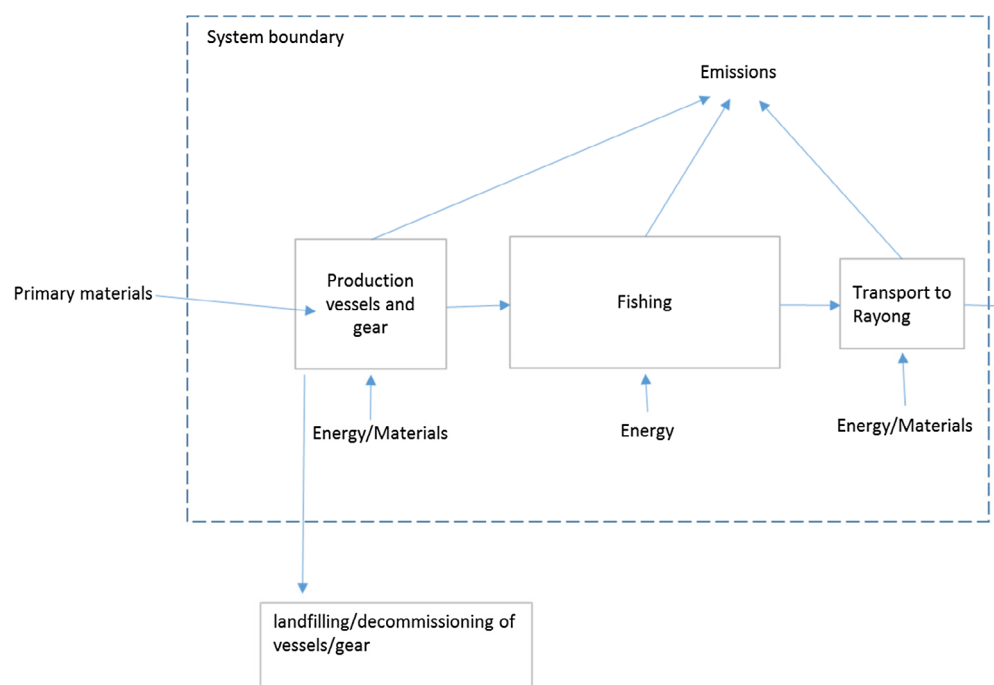 System boundary
Emissions
Primary materials
Production
vessels and
gear
Fishing
Transport to
Rayong
Energy/Materials
Energy
Energy/Materials
landfilling/decommissioning of
vessels/gear